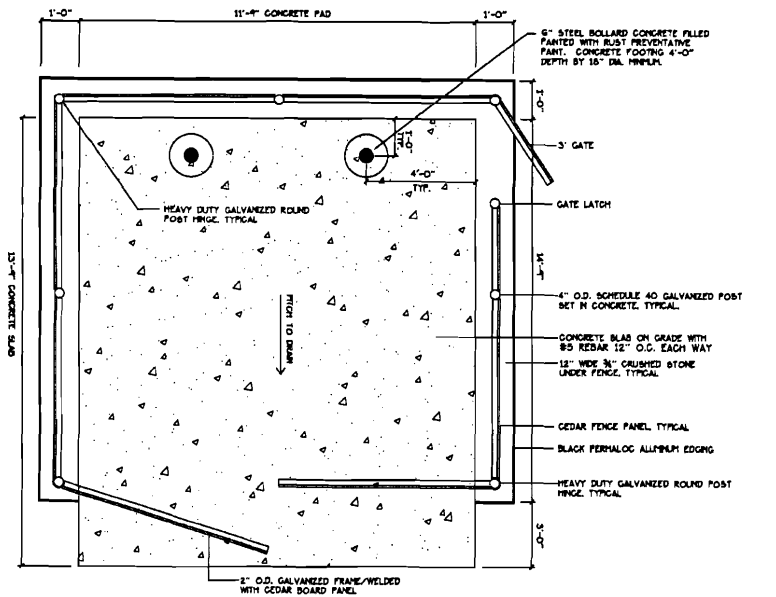 1'-0"
11'-9" CONCRETE PAD
1'-0"
6" STEEL BOLLARD CONCRETE FILLED
PANTED WITH RUST PREVENTATIVE
PANT. CONCRETE FOOTING 4'-0"
DEPTH BY 18" DIA. MINIMUM.
1'-0"
1'-0"
TYP.
3' GATE
4'-0"
TYP.
GATE LATCH
HEAVY DUTY GALVANIZED ROUND
POST HINGE, TYPICAL
13'-9" CONCRETE SLAB
14'-9"
PITCH TO DRAIN
4" O.D. SCHEDULE 40 GALVANIZED POST
SET IN CONCRETE, TYPICAL.
CONCRETE SLAB ON GRADE WITH
#5 REBAR 12" O.C. EACH WAY
12" WIDE ¾" CRUSHED STONE
UNDER FENCE, TYPICAL
CEDAR FENCE PANEL, TYPICAL
BLACK PERMALOC ALUMINUM EDGING
HEAVY DUTY GALVANIZED ROUND POST
HINGE, TYPICAL
3'-0"
2" O.D. GALVANIZED FRAME/WELDED
WITH CEDAR BOARD PANEL